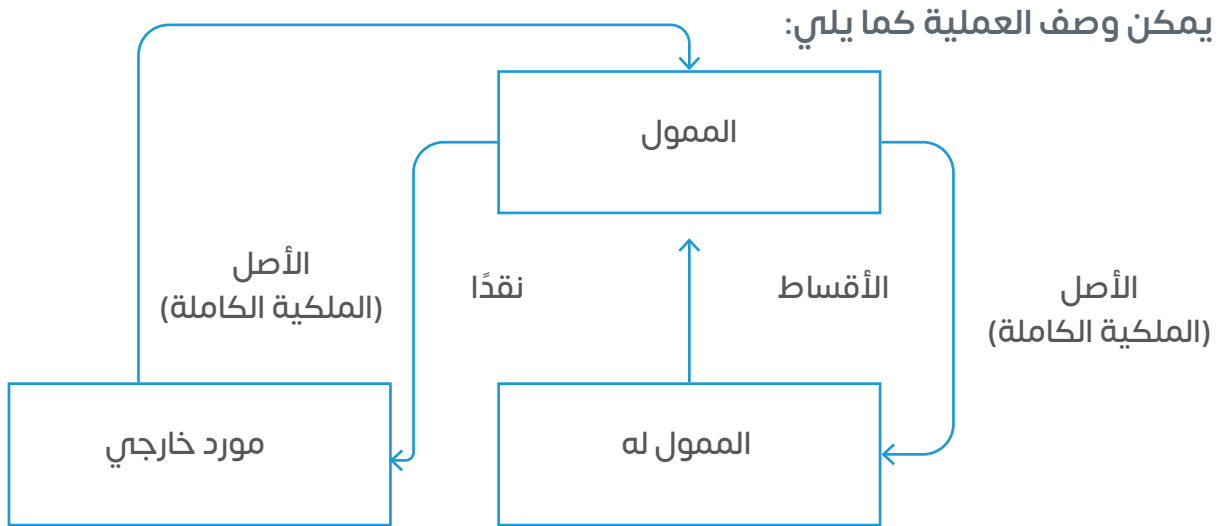 يمكن وصف العملية كما يلي:
الممول
الأصل
(الملكية الكاملة)
الأقساط
نقدًا
الأصل
(الملكية الكاملة)
الممول له
مورد خارجي